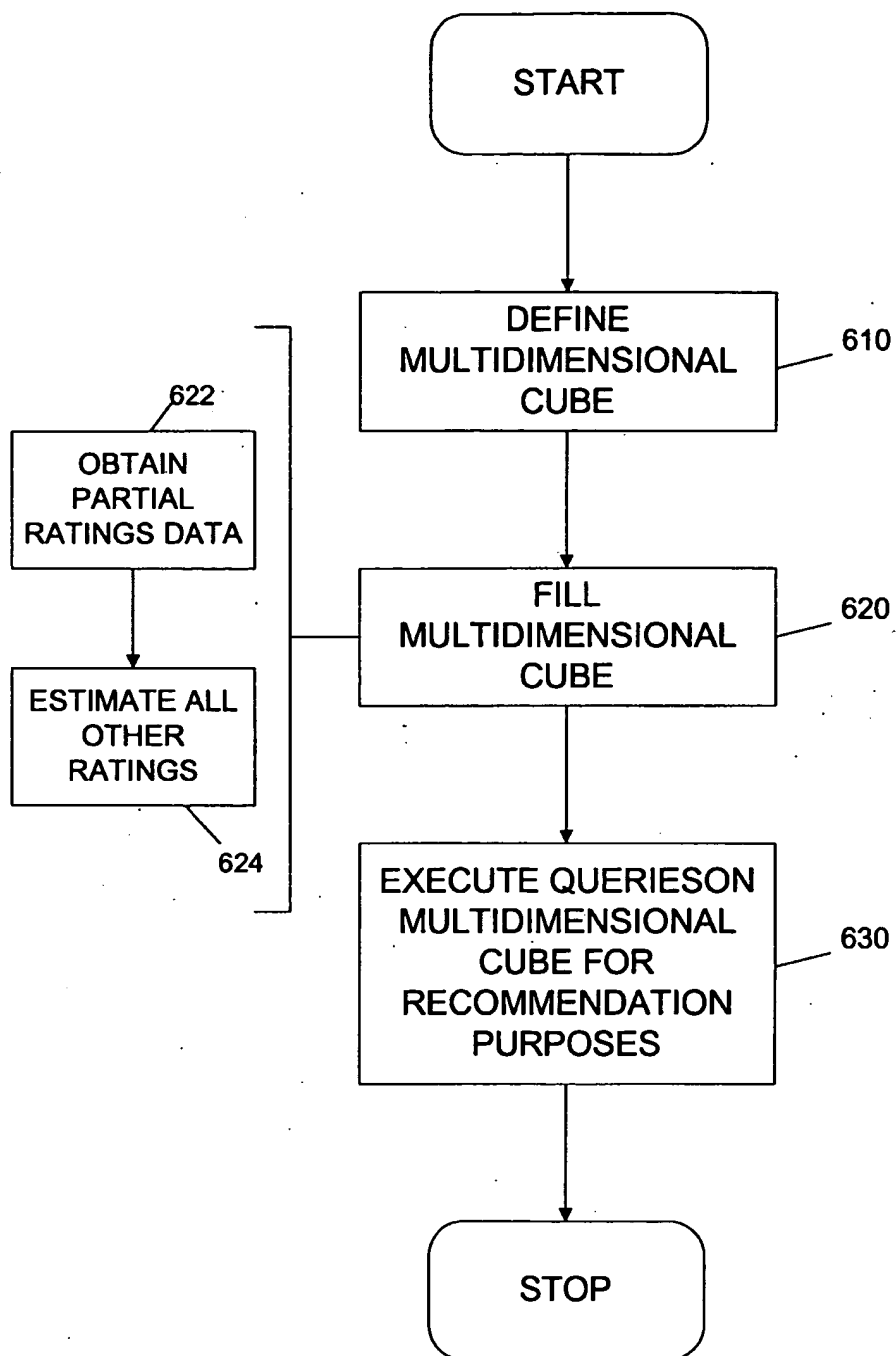 START
DEFINE
MULTIDIMENSIONAL
CUBE
610
622
OBTAIN
PARTIAL
RATINGS DATA
FILL
MULTIDIMENSIONAL
CUBE
620
ESTIMATE ALL
OTHER
RATINGS
624
EXECUTE QUERIESON
MULTIDIMENSIONAL
CUBE FOR
RECOMMENDATION
PURPOSES
630
STOP